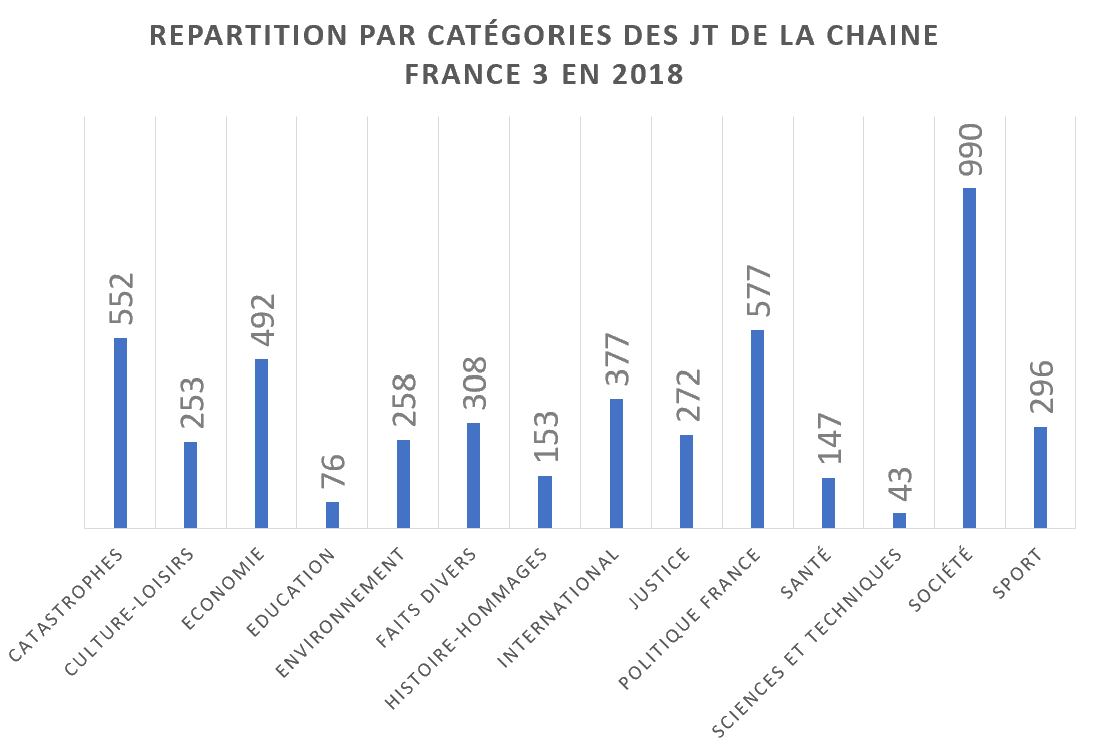 REPARTITION PAR CATÉGORIES DES JT DE LA CHAINE
FRANCE 3 EN 2018
552
253
492
76
258
308
153
377
272
577
147
43
990
296
CATASTROPHES
CULTURE-LOISIRS
ECONOMIE
EDUCATION
ENVIRONNEMENT
FAITS DIVERS
HISTOIRE-HOMMAGES
INTERNATIONAL
JUSTICE
POLITIQUE FRANCE
SANTÉ
SCIENCES ET TECHNIQUES
SOCIÉTÉ
SPORT